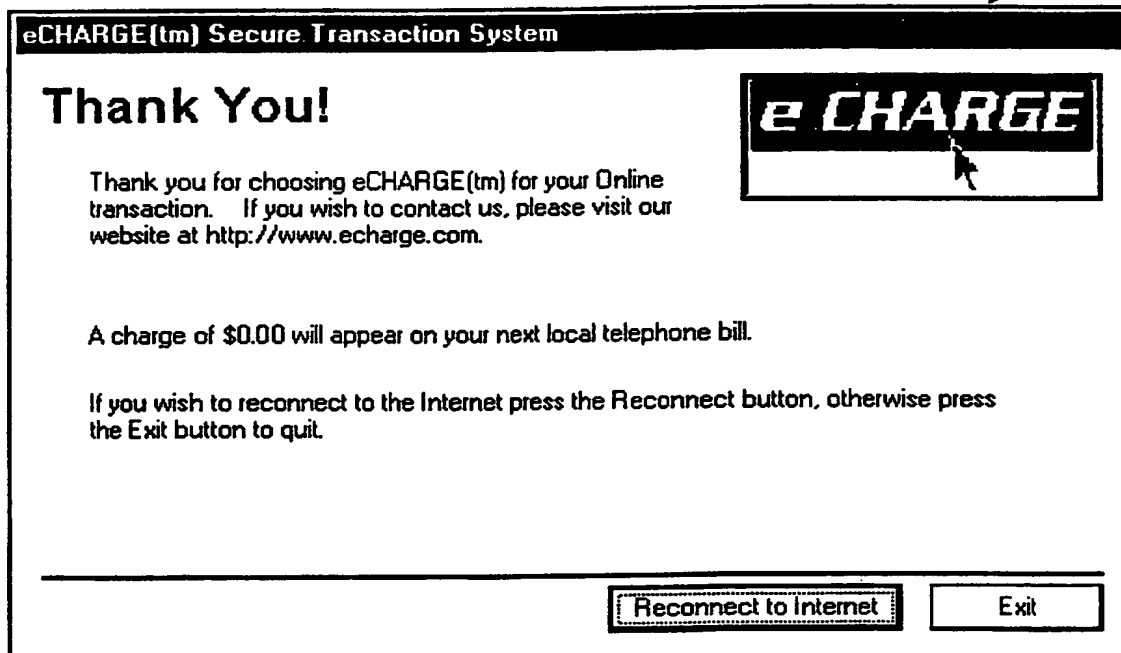 eCHARGE(tm) Secure Transaction System
Thank You!
e CHARGE
Thank you for choosing eCHARGE(tm) for your Online
transaction. If you wish to contact us, please visit our
website at http://www.echarge.com.
A charge of $0.00 will appear on your next local telephone bill.
If you wish to reconnect to the Internet press the Reconnect button, otherwise press
the Exit button to quit.
Reconnect to Internet
Exit